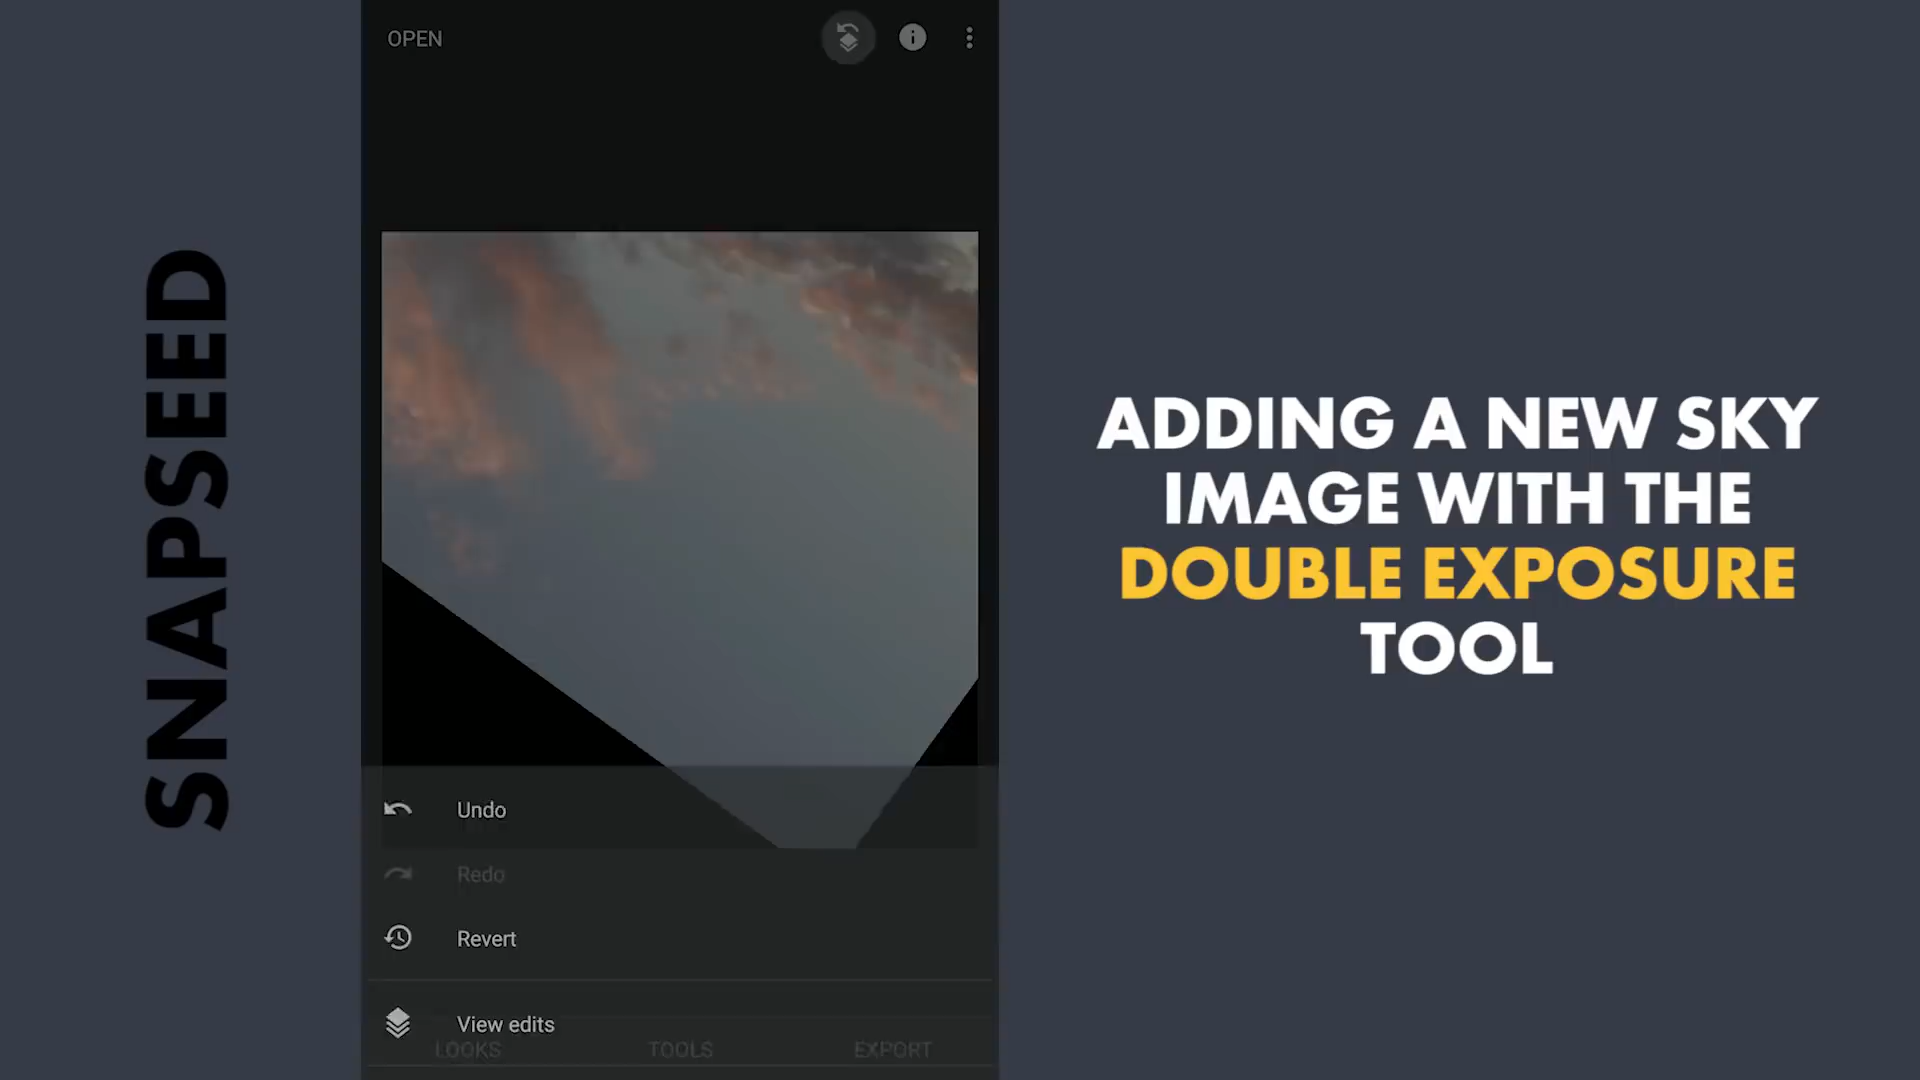 SNAPSEED
OPEN
Undo
Redo
Revert
View edits
LOOKS TOOLS EXPORT
ADDING A NEW SKY
IMAGE WITH THE
DOUBLE EXPOSURE
TOOL